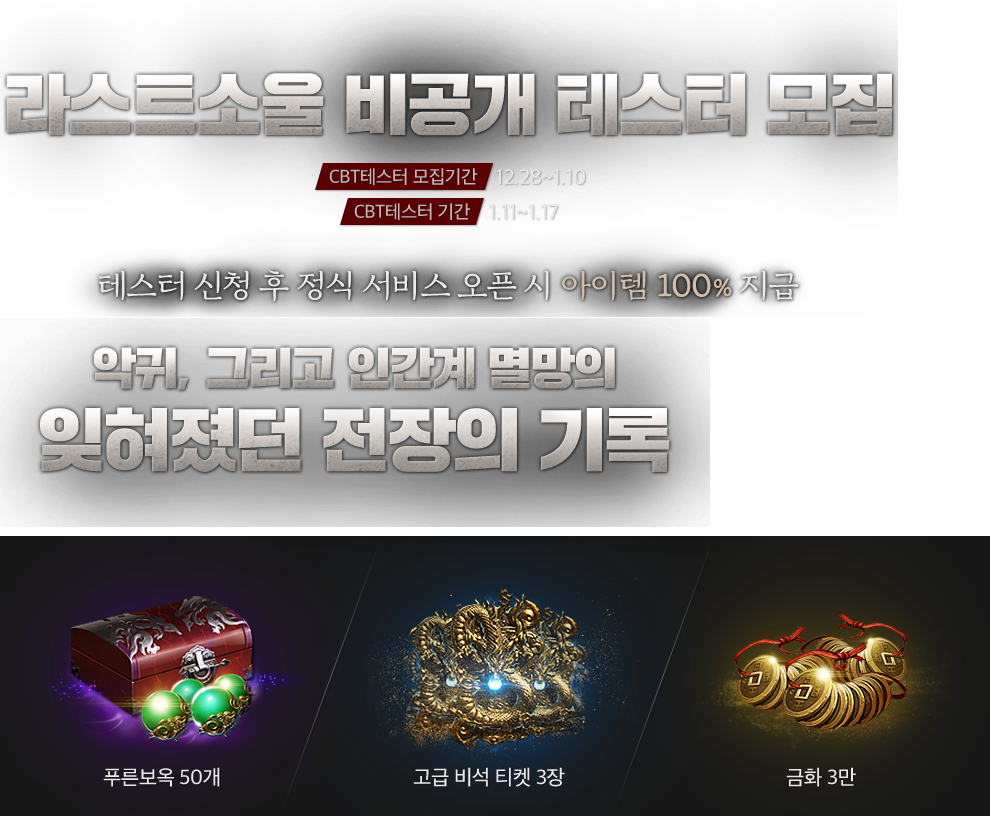 라스트소울 비공개 테스터 모집
CBT테스터 모집기간 12.28~1.10
CBT테스터 기간 1.11~1.17
테스터 신청 후 정식 서비스 오픈 시 아이템 100% 지급
악귀, 그리고 인간계 멸망의
잊혀졌던 전장의 기록
푸른보옥 50개
고급 비석 티켓 3장
금화 3만